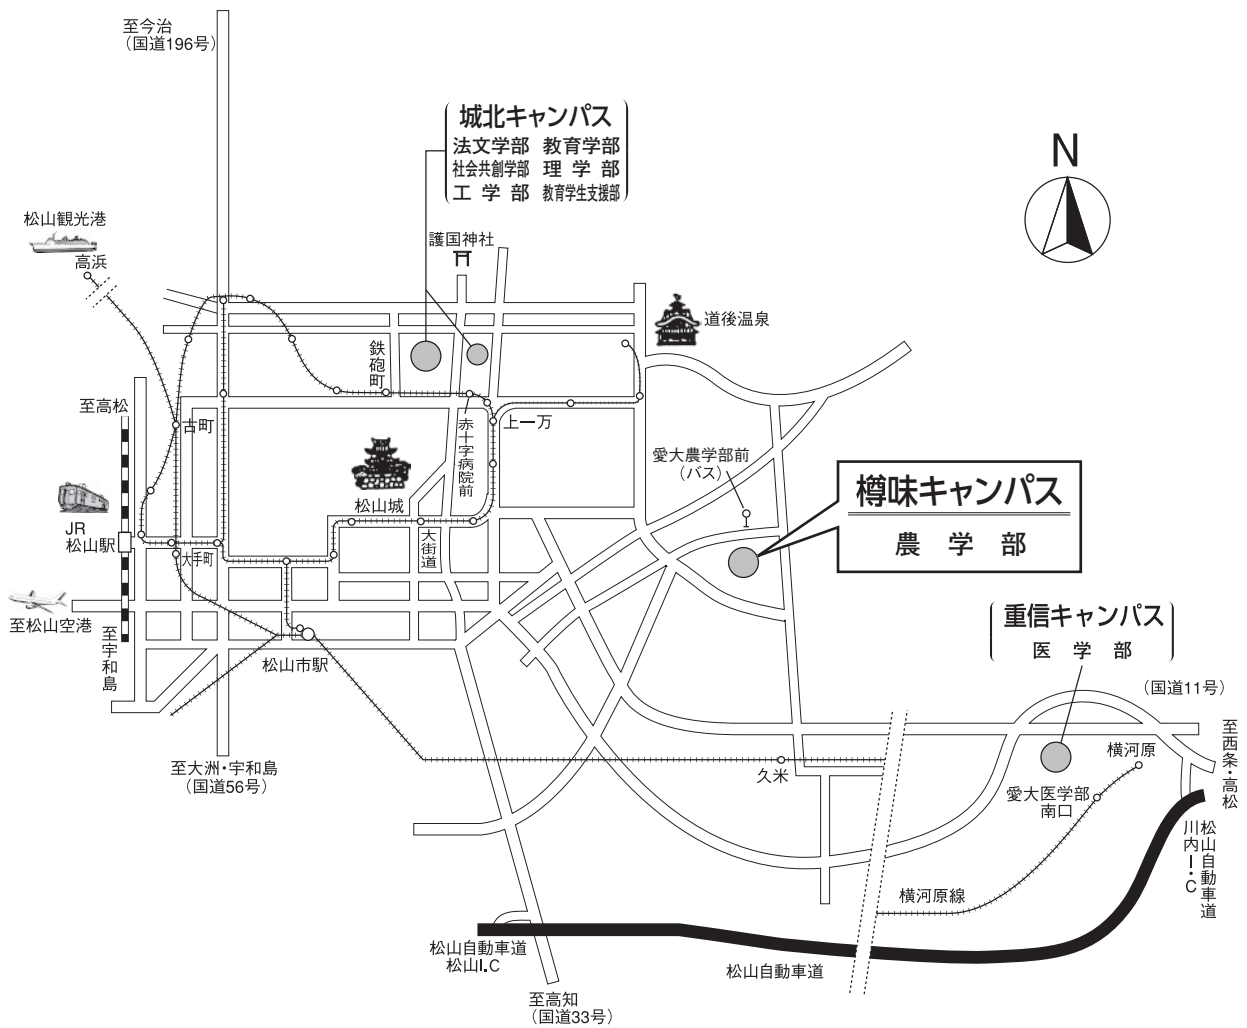 至今治
（国道196号）
城北キャンパス
法文学部 教育学部
社会共創学部 理学部
工学部 教育学生支援部
N
松山観光港
高浜
護国神社
道後温泉
鉄砲町
至高松
古町
赤十字病院前
上一万
愛大農学部前
（バス）
樽味キャンパス
農学部
松山城
JR
松山駅
大手町
大街道
至松山空港
至宇和島
松山市駅
重信キャンパス
医学部
（国道11号）
至西条・高松
横河原
久米
至大洲・宇和島
（国道56号）
愛大医学部
南口
松山自動車道
川内I・C
横河原線
松山自動車道
松山I.C
松山自動車道
至高知
（国道33号）